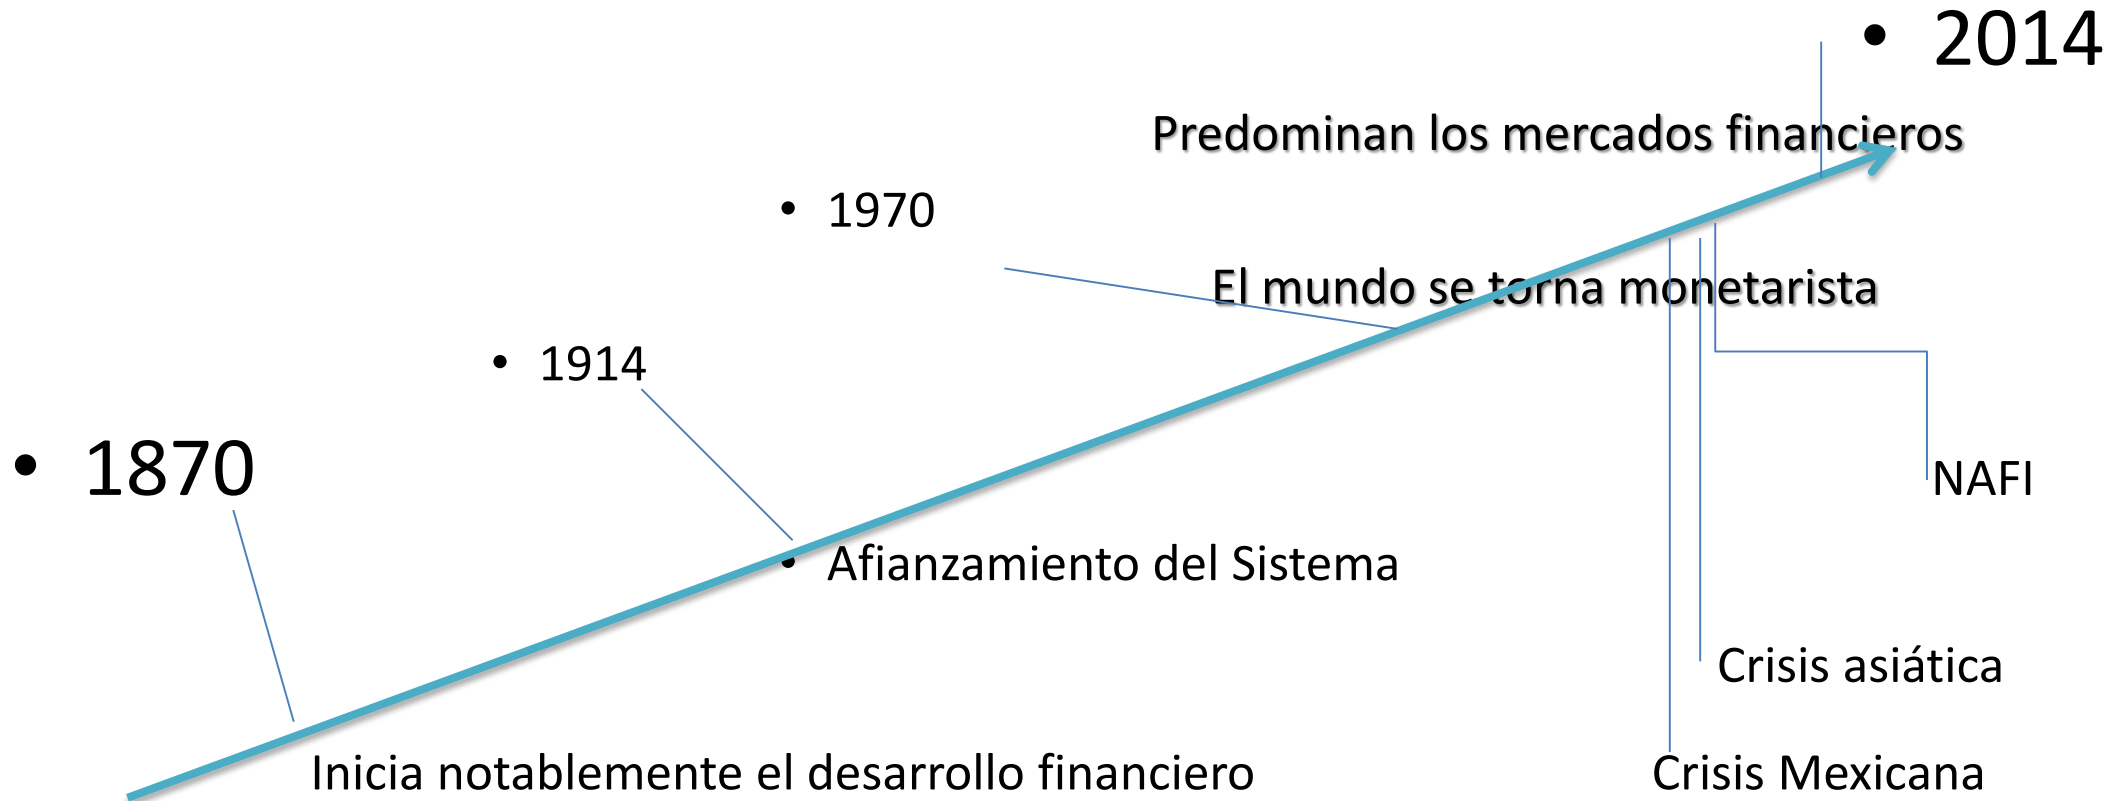 • 2014
Predominan los mercados financieros
• 1970
El mundo se torna monetarista
• 1914
• 1870
NAFI
• Afianzamiento del Sistema
Crisis asiática
Inicia notablemente el desarrollo financiero
Crisis Mexicana